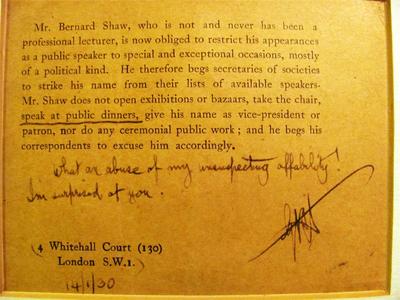 Mr. Bernard Shaw, who is not and never has been a
professional lecturer, is now obliged to restrict his appearances
as a public speaker to special and exceptional occasions, mostly
of a political kind. He therefore begs secretaries of societies
to strike his name from their lists of available speakers.
Mr. Shaw does not open exhibitions or bazaars, take the chair,
speak at public dinners, give his name as vice-president or
patron, nor do any ceremonial public work; and he begs his
correspondents to excuse him accordingly.
What an abuse of my unsuspecting affability!
I'm surprised at you.
(4 Whitehall Court (130)
London S.W.1.)
14/1/30